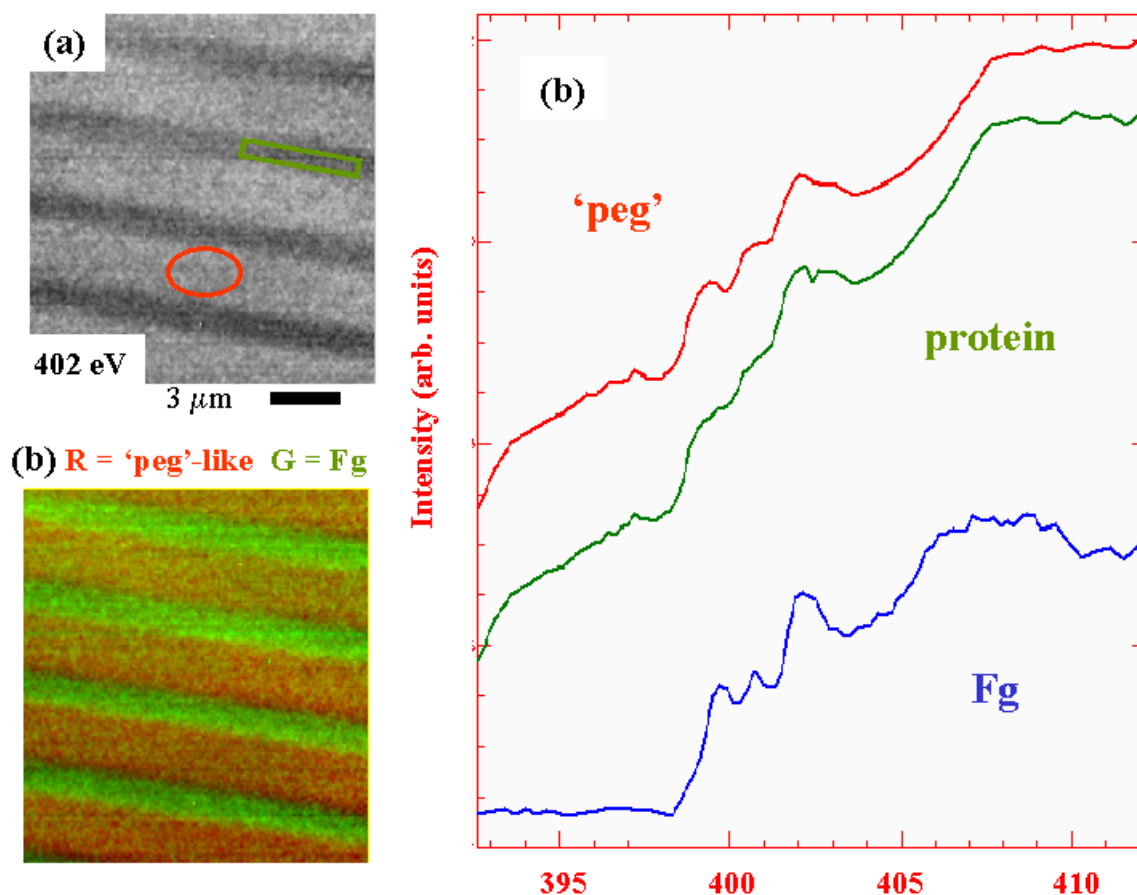 (a)
402 eV
3 μm
(b) R = ‘peg’-like G = Fg
(b)
‘peg’
protein
Fg
Intensity (arb. units)
395 400 405 410